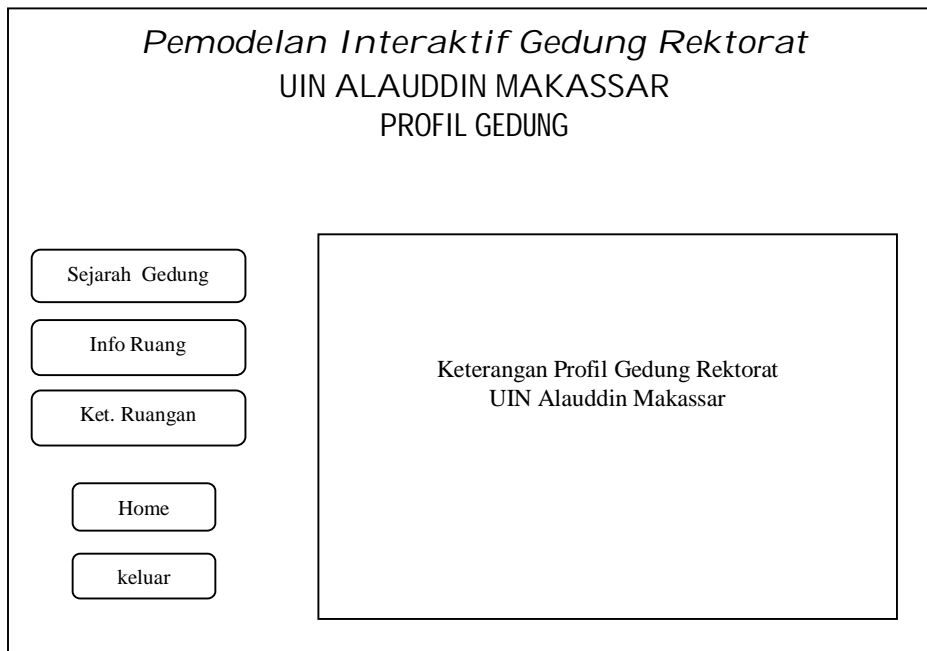 Pemodelan Interaktif Gedung Rektorat
UIN ALAUDDIN MAKASSAR
PROFIL GEDUNG
Sejarah Gedung
Info Ruang
Ket. Ruangan
Home
keluar
Keterangan Profil Gedung Rektorat
UIN Alauddin Makassar